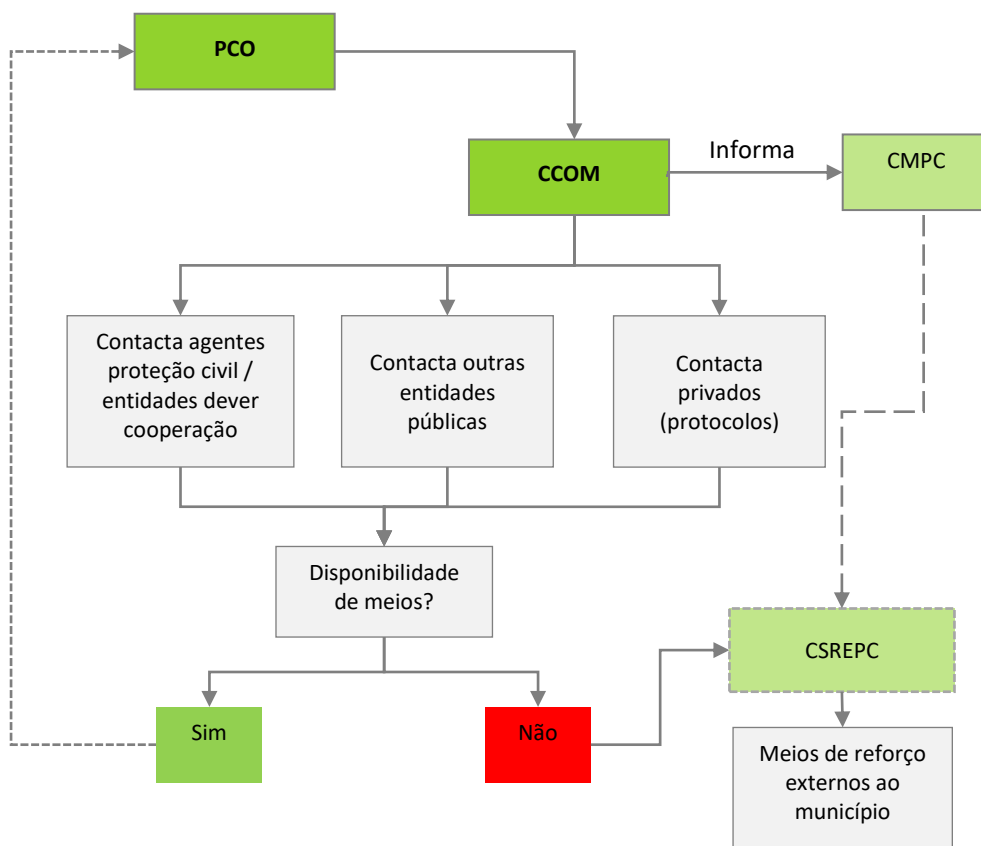 PCO
CCOM
Informa
CMPC
Contacta agentes
proteção civil /
entidades dever
cooperação
Contacta outras
entidades
públicas
Contacta
privados
(protocolos)
Disponibilidade
de meios?
CSREPC
Sim
Não
Meios de reforço
externos ao
município